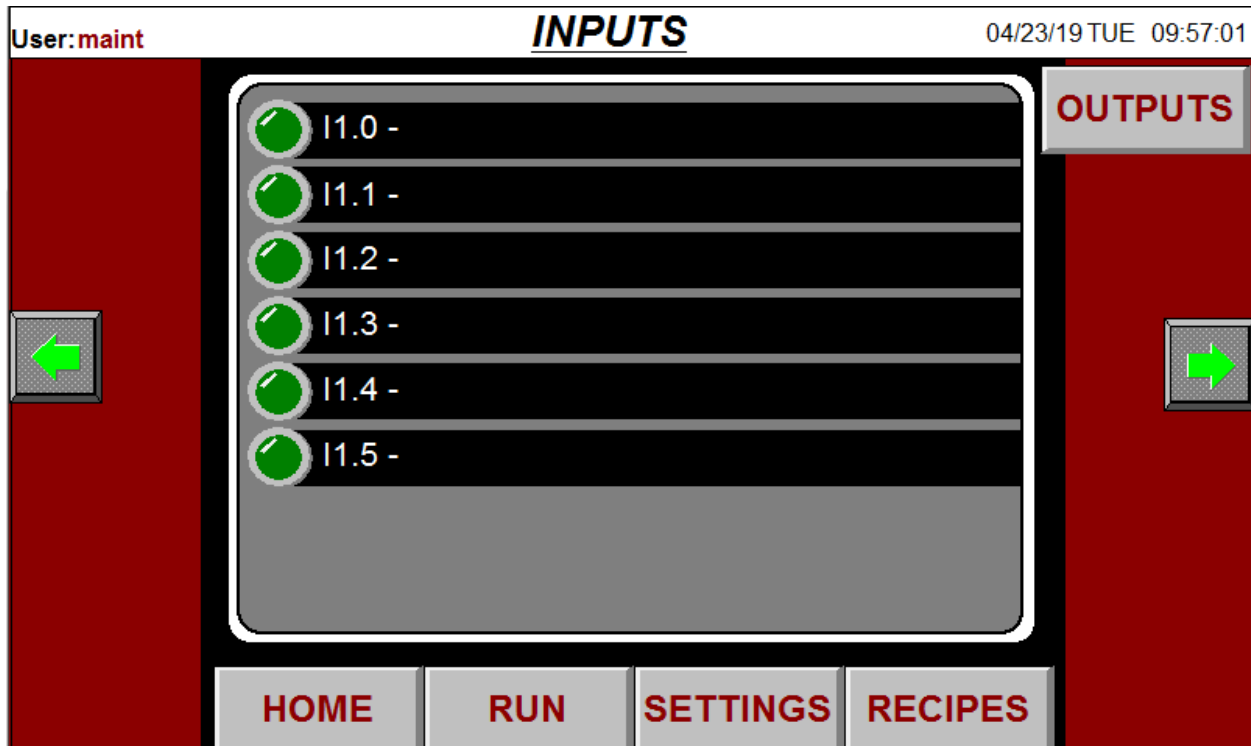 User: maint
INPUTS
04/23/19 TUE 09:57:01
OUTPUTS
I1.0 -
I1.1 -
I1.2 -
I1.3 -
I1.4 -
I1.5 -
HOME
RUN
SETTINGS
RECIPES